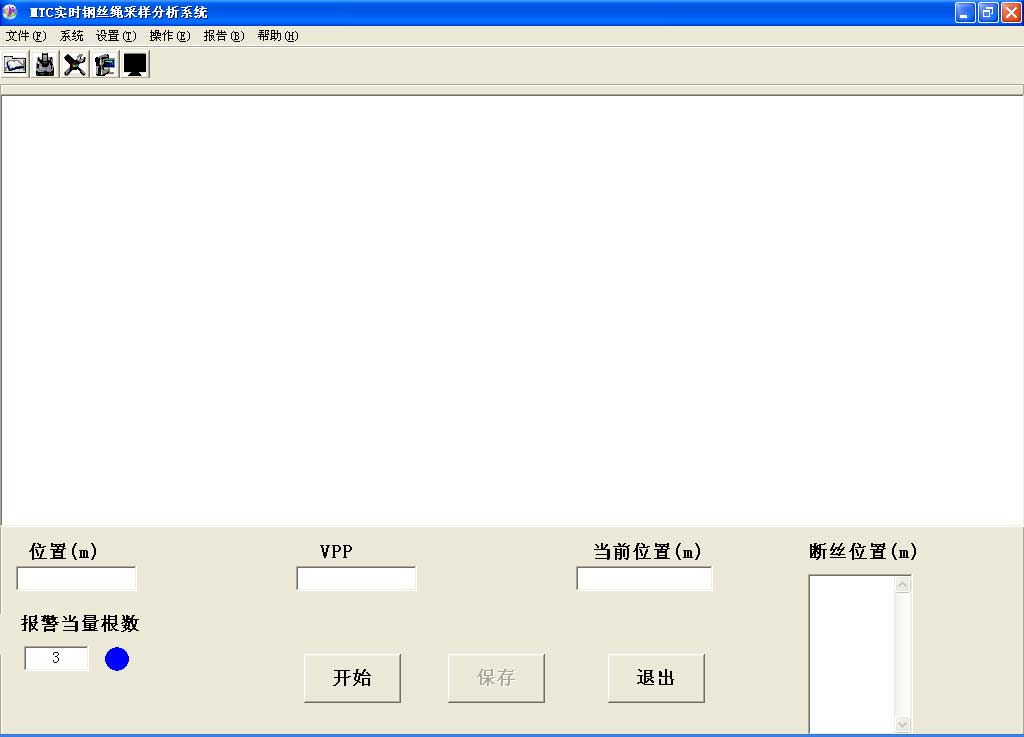 MTC实时钢丝绳采样分析系统
文件(F) 系统 设置(T) 操作(E) 报告(B) 帮助(H)
位置(m) VPP 当前位置(m) 断丝位置(m)
报警当量根数
3
开始 保存 退出